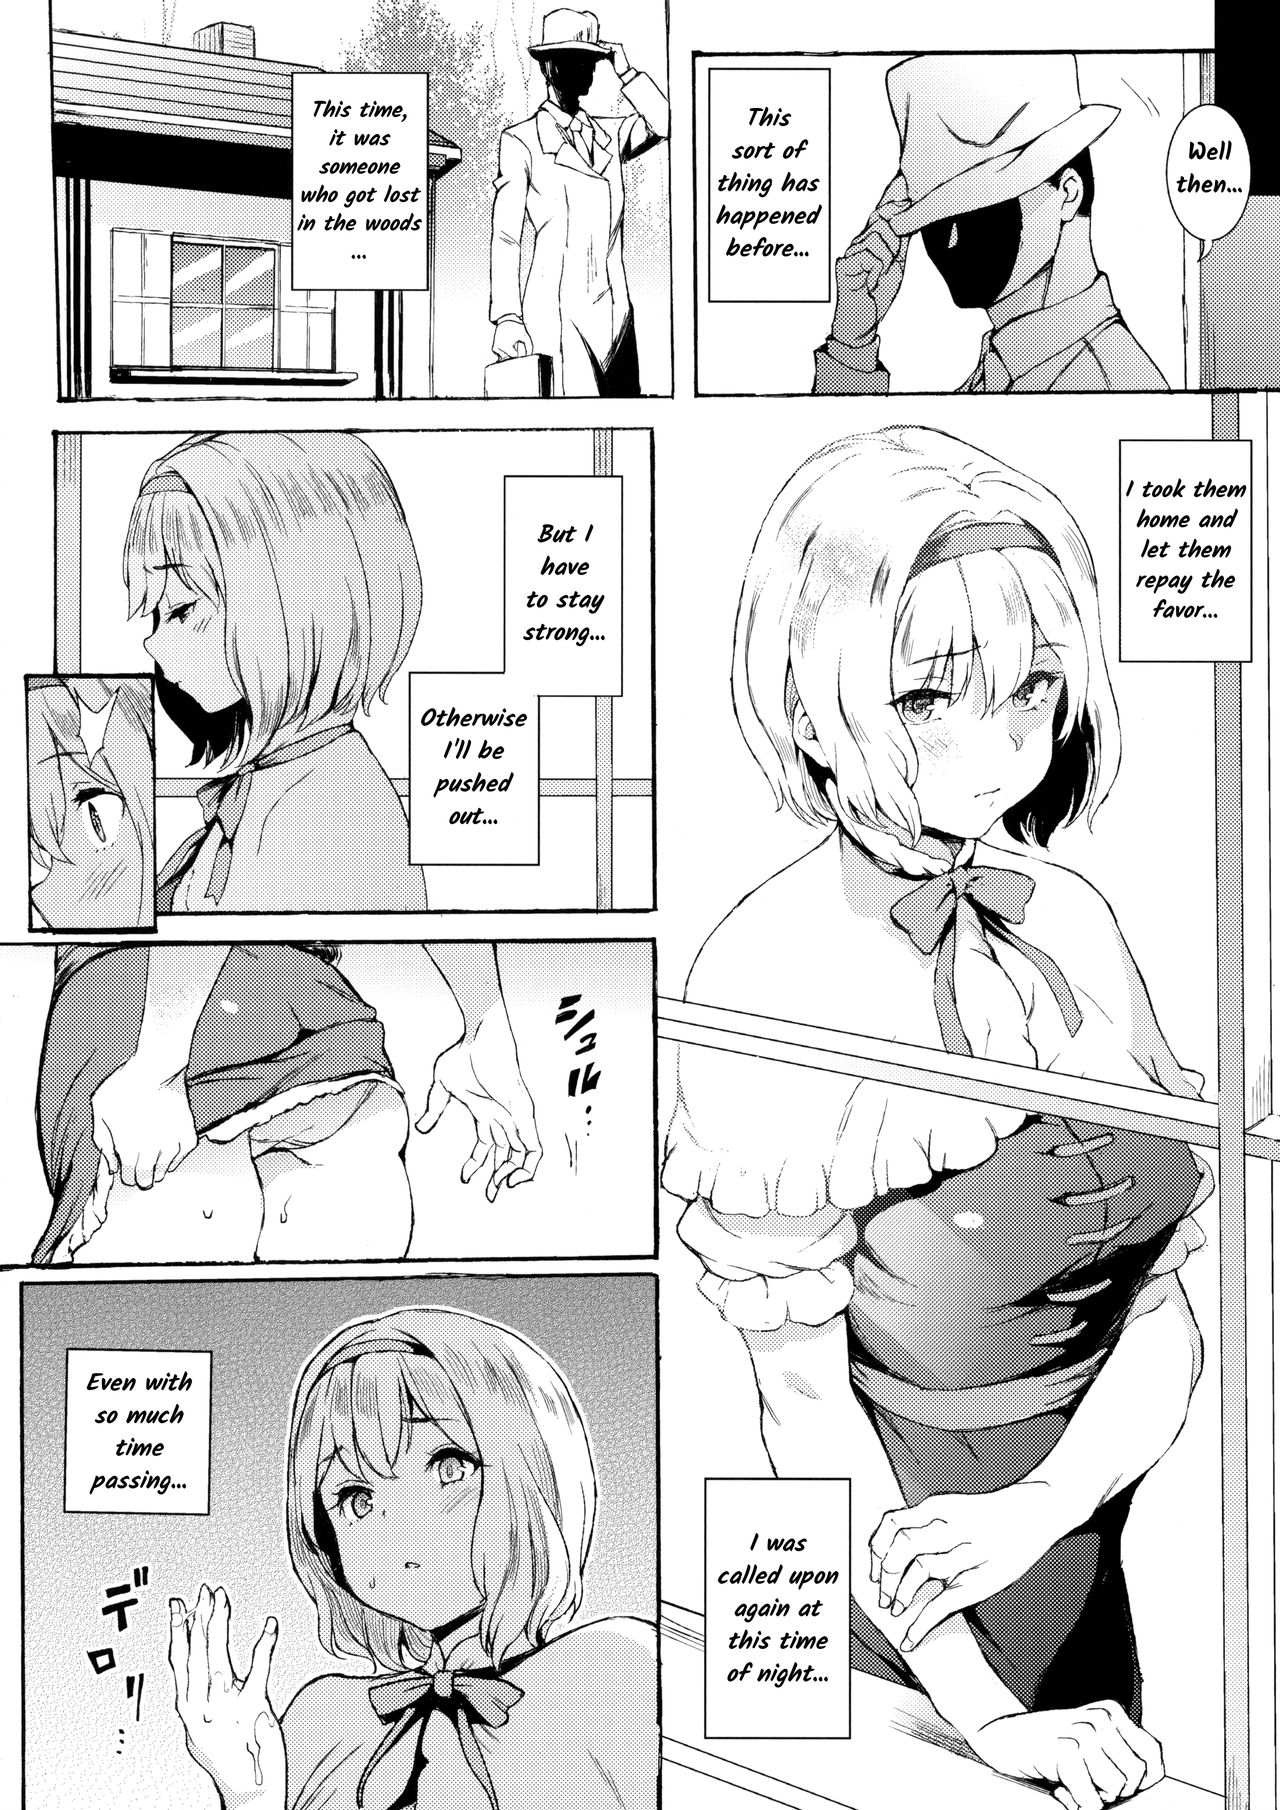 Well
then...
This
sort of
thing has
happened
before...
This time,
it was
someone
who got lost
in the woods
...
I took them
home and
let them
repay the
favor...
I was
called upon
again at
this time
of night...
But I
have
to stay
strong...
Otherwise
I'll be
pushed
out...
ジュル...
Even with
so much
time
passing...
デロリ...